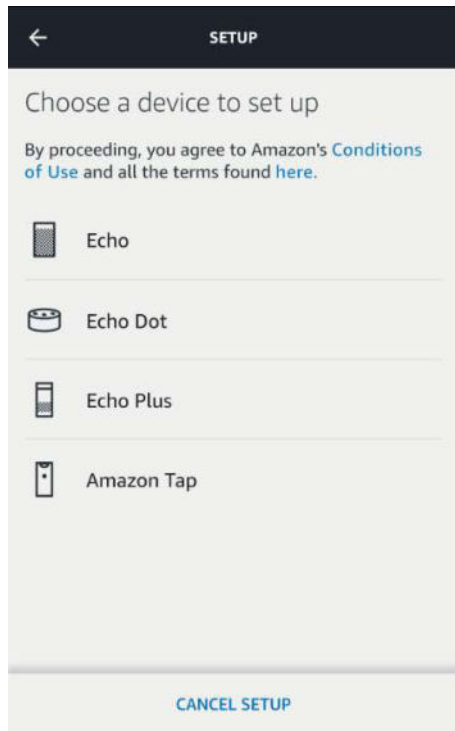 SETUP
Choose a device to set up
By proceeding, you agree to Amazon's Conditions
of Use and all the terms found here.
Echo
Echo Dot
Echo Plus
Amazon Tap
CANCEL SETUP